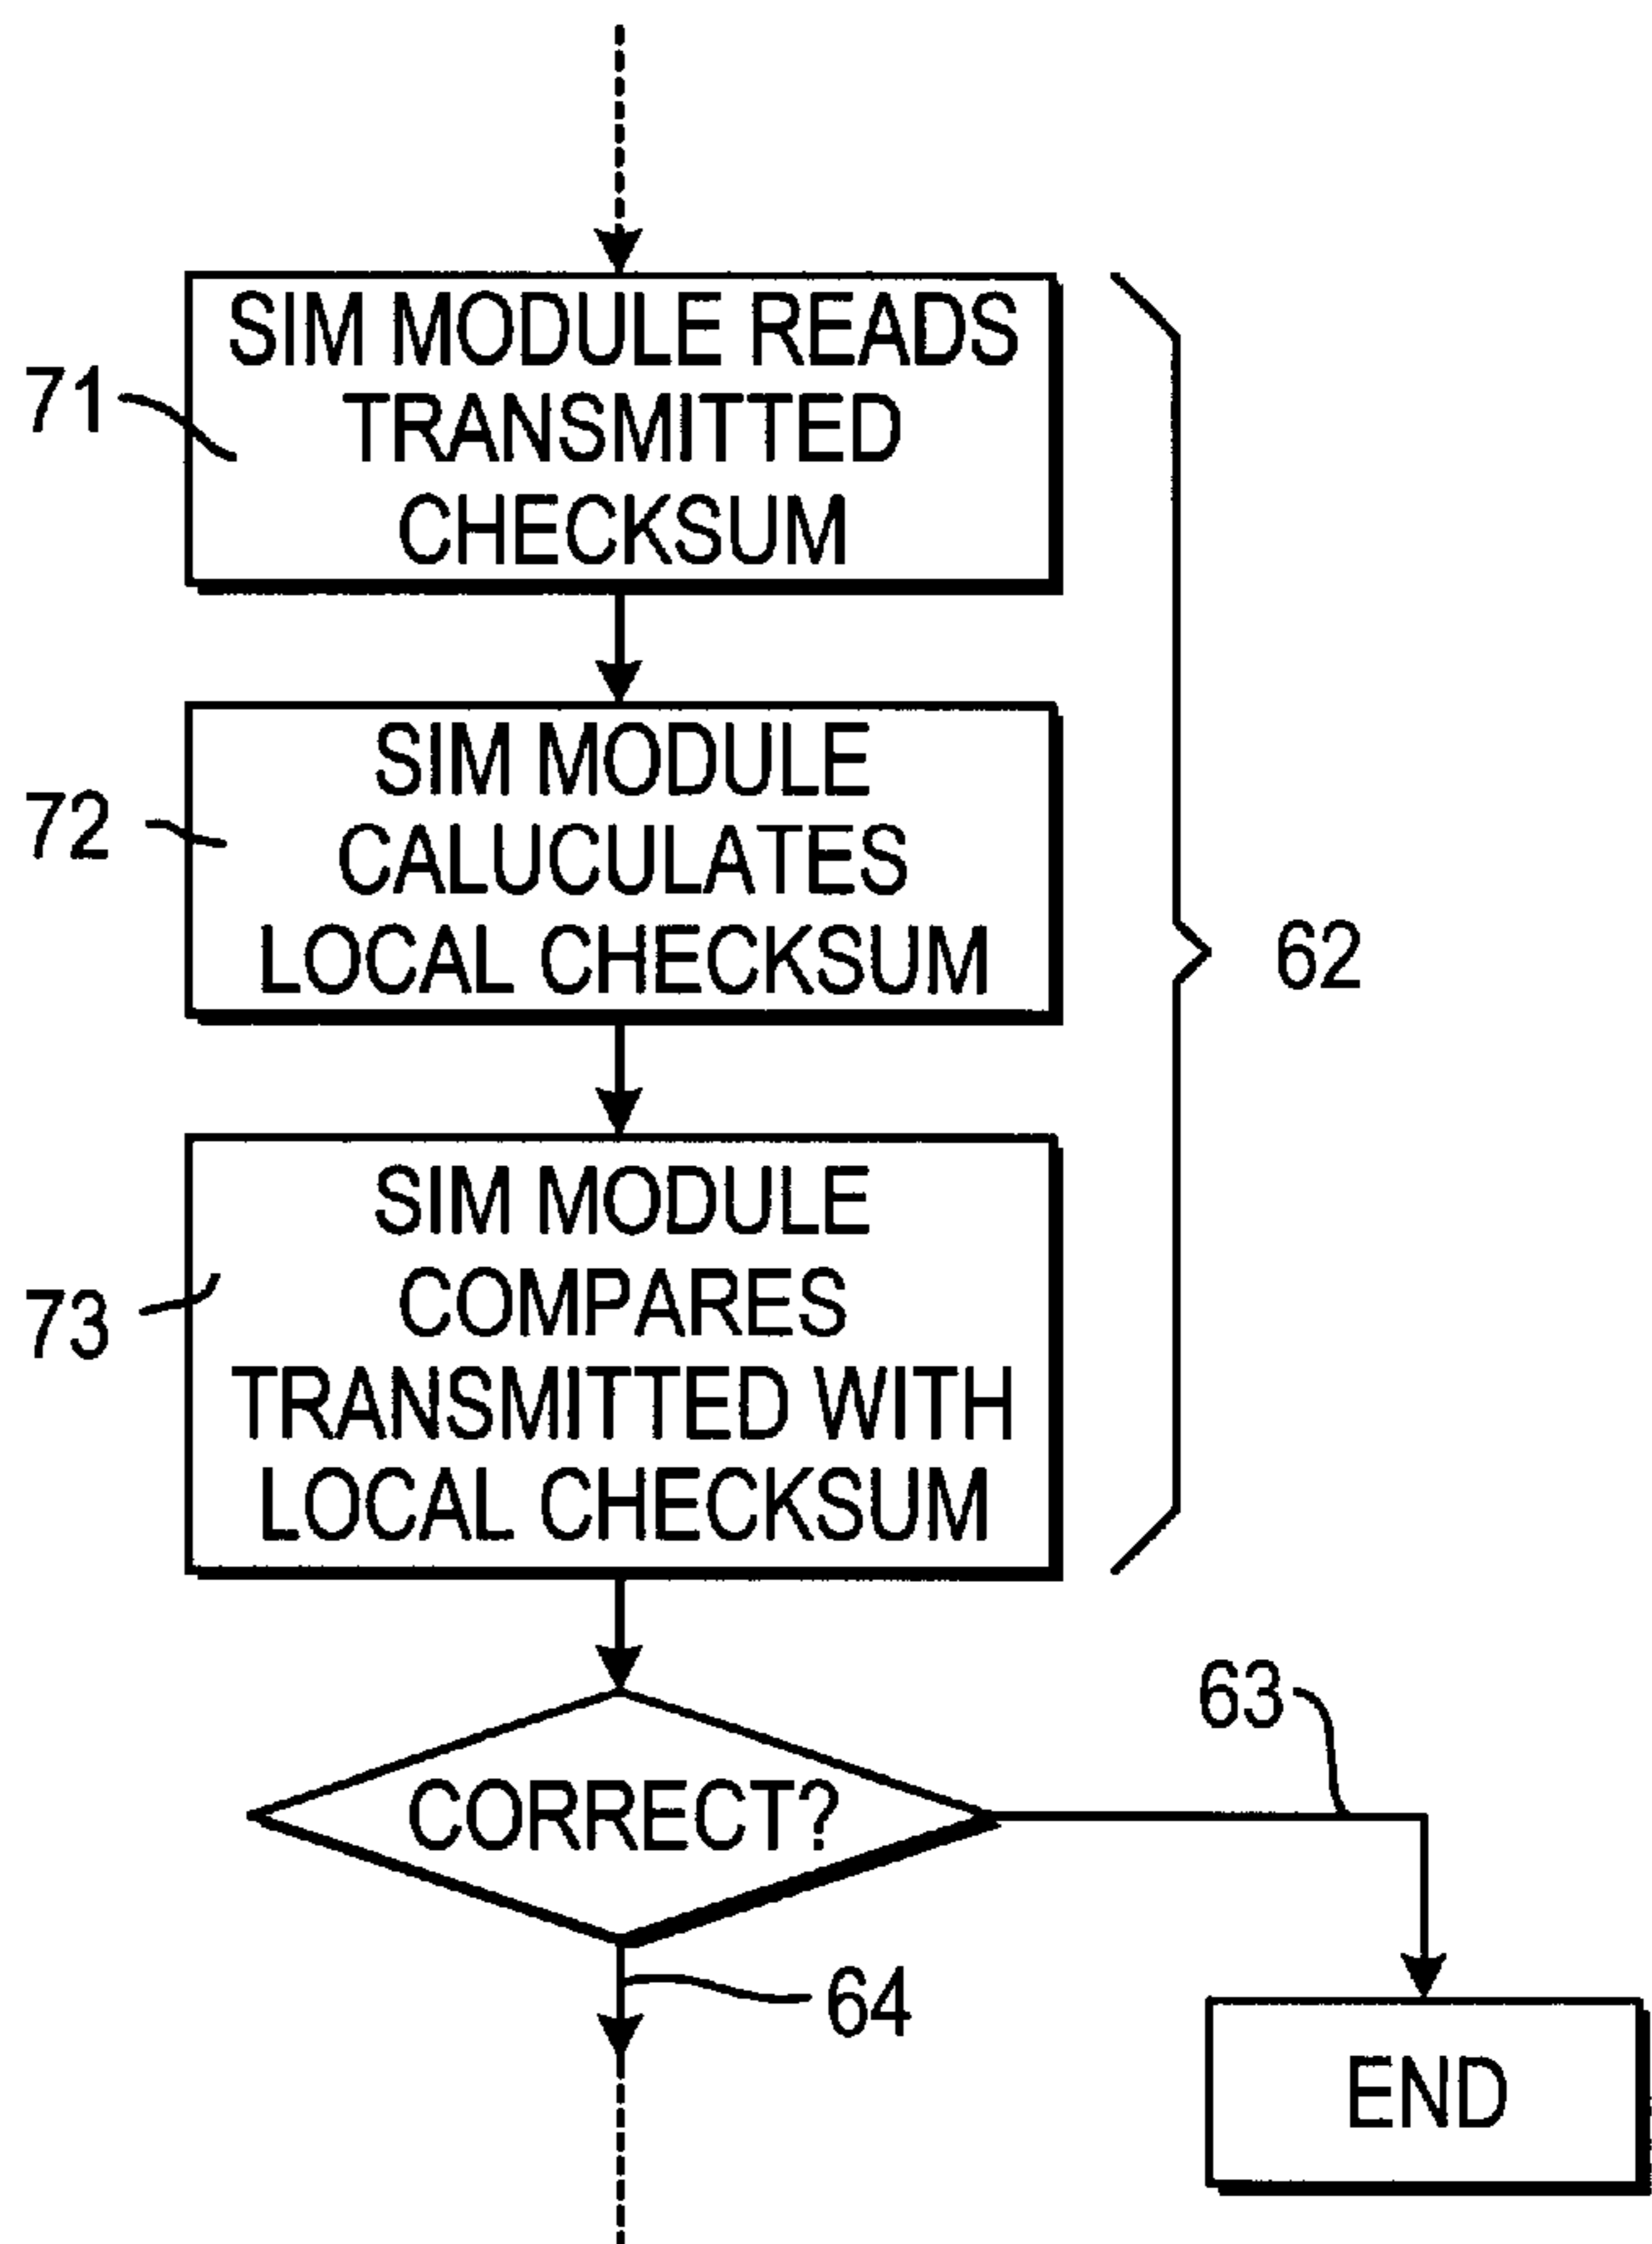 SIM MODULE READS
TRANSMITTED
CHECKSUM
71
SIM MODULE
CALUCULATES
LOCAL CHECKSUM
72
62
SIM MODULE
COMPARES
TRANSMITTED WITH
LOCAL CHECKSUM
73
CORRECT?
63
64
END